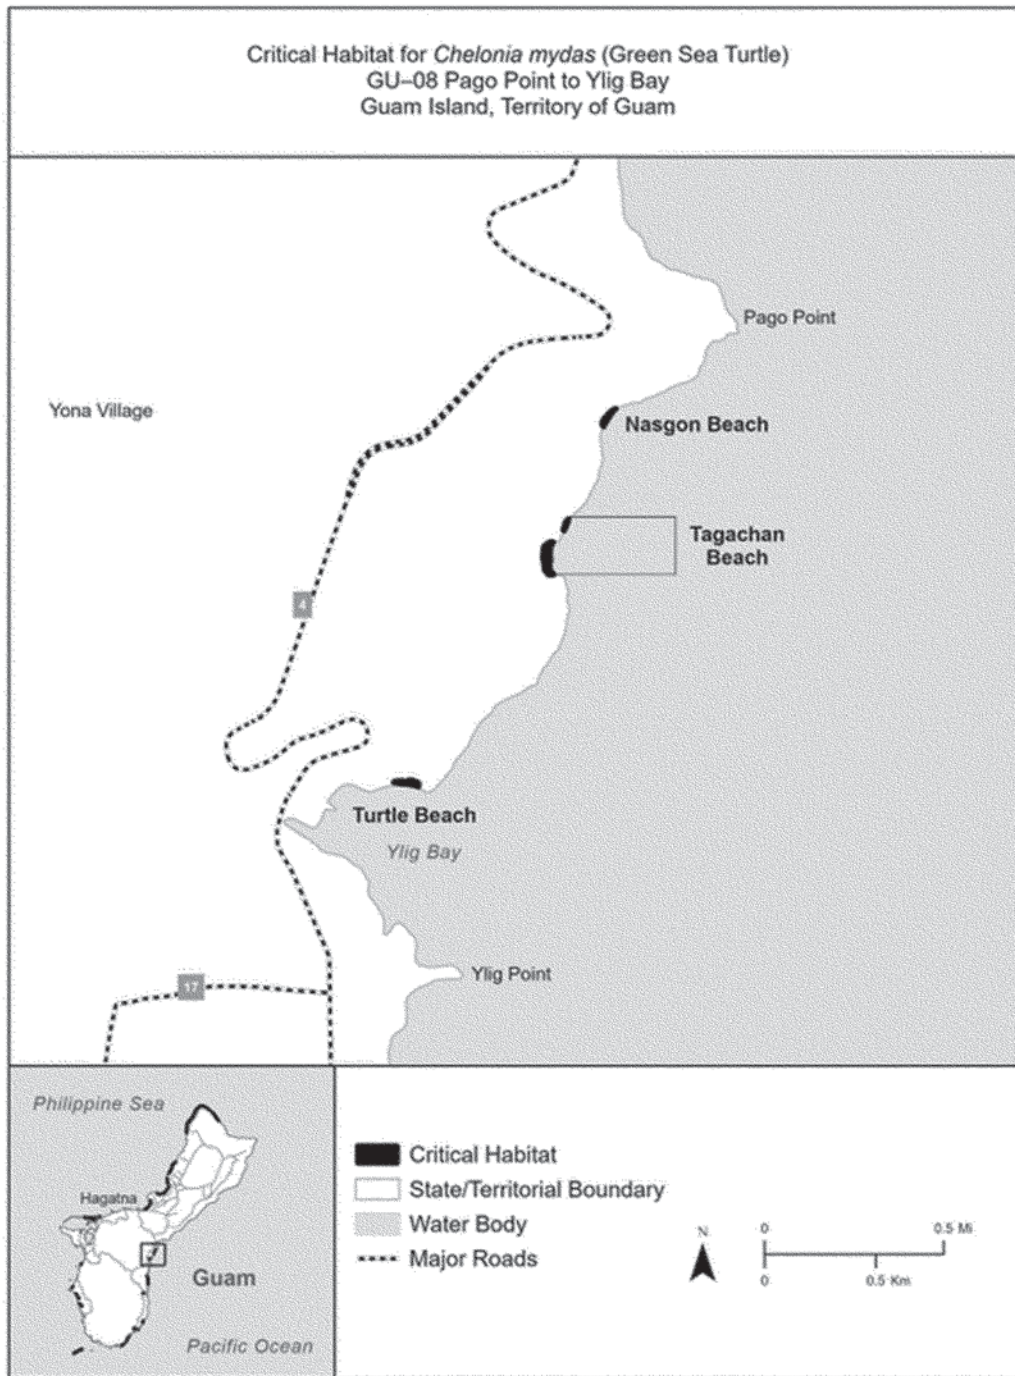 Critical Habitat for Chelonia mydas (Green Sea Turtle)
GU–08 Pago Point to Ylig Bay
Guam Island, Territory of Guam
Pago Point
Yona Village
Nasgon Beach
Tagachan
Beach
4
Turtle Beach
Ylig Bay
Ylig Point
17
Philippine Sea
Hagatna
Guam
Pacific Ocean
Critical Habitat
State/Territorial Boundary
Water Body
Major Roads
N
0
0.5 Mi
0
0.5 Km